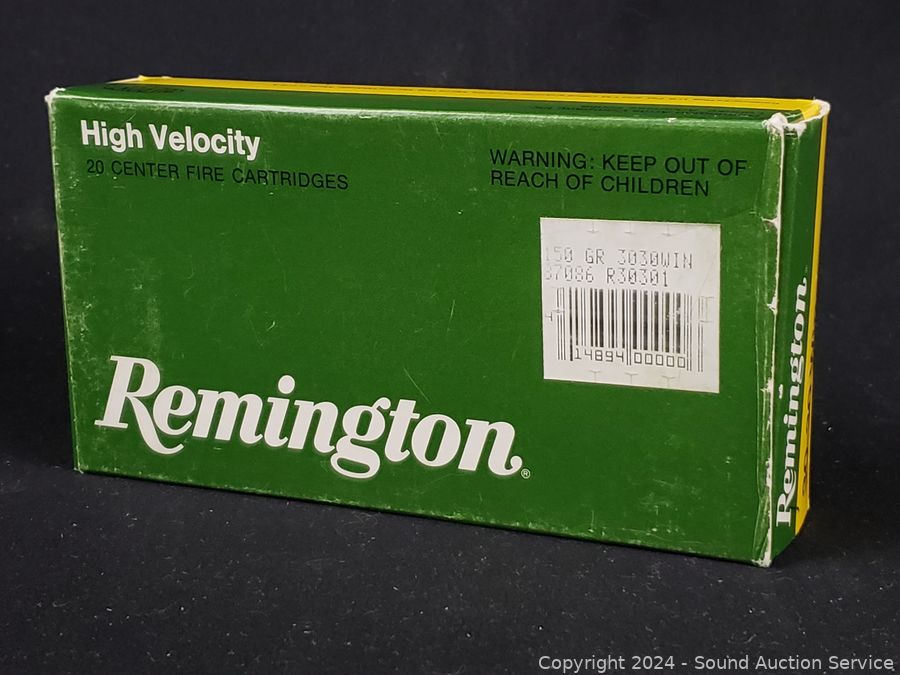 High Velocity
20 CENTER FIRE CARTRIDGES
WARNING: KEEP OUT OF
REACH OF CHILDREN
150 GR 3030WIN
37086 R30301
14894 00000
Remington®
Remington
Copyright 2024 - Sound Auction Service